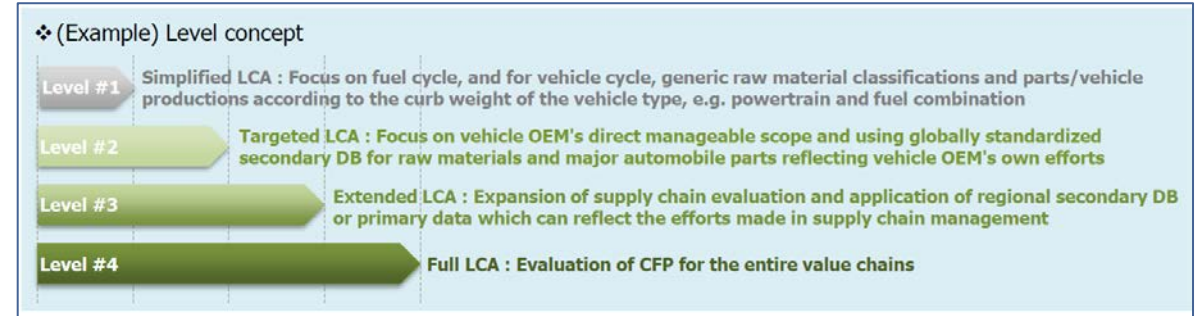 ❖ (Example) Level concept
Level #1
Simplified LCA : Focus on fuel cycle, and for vehicle cycle, generic raw material classifications and parts/vehicle
productions according to the curb weight of the vehicle type, e.g. powertrain and fuel combination
Level #2
Targeted LCA : Focus on vehicle OEM's direct manageable scope and using globally standardized
secondary DB for raw materials and major automobile parts reflecting vehicle OEM's own efforts
Level #3
Extended LCA : Expansion of supply chain evaluation and application of regional secondary DB
or primary data which can reflect the efforts made in supply chain management
Level #4
Full LCA : Evaluation of CFP for the entire value chains